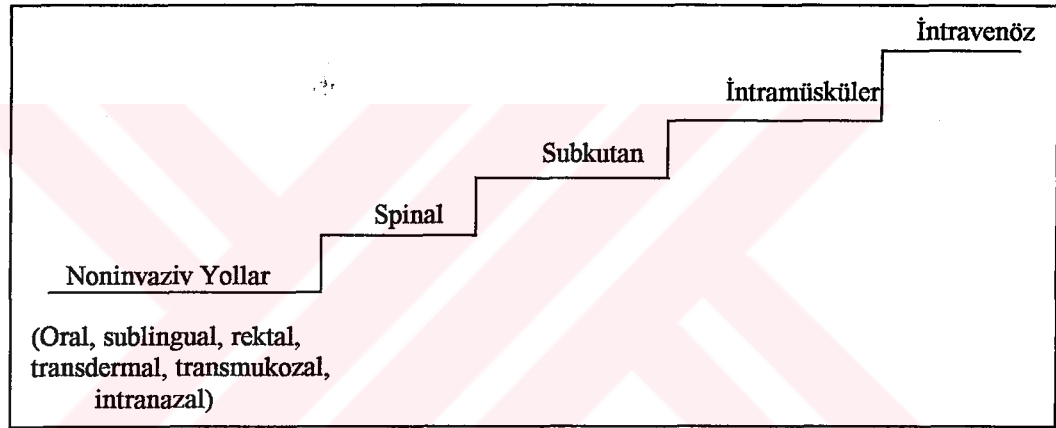 İntravenöz
İntramüsküler
Subkutan
Spinal
Noninvaziv Yollar
(Oral, sublingual, rektal,
transdermal, transmukozal,
intranazal)